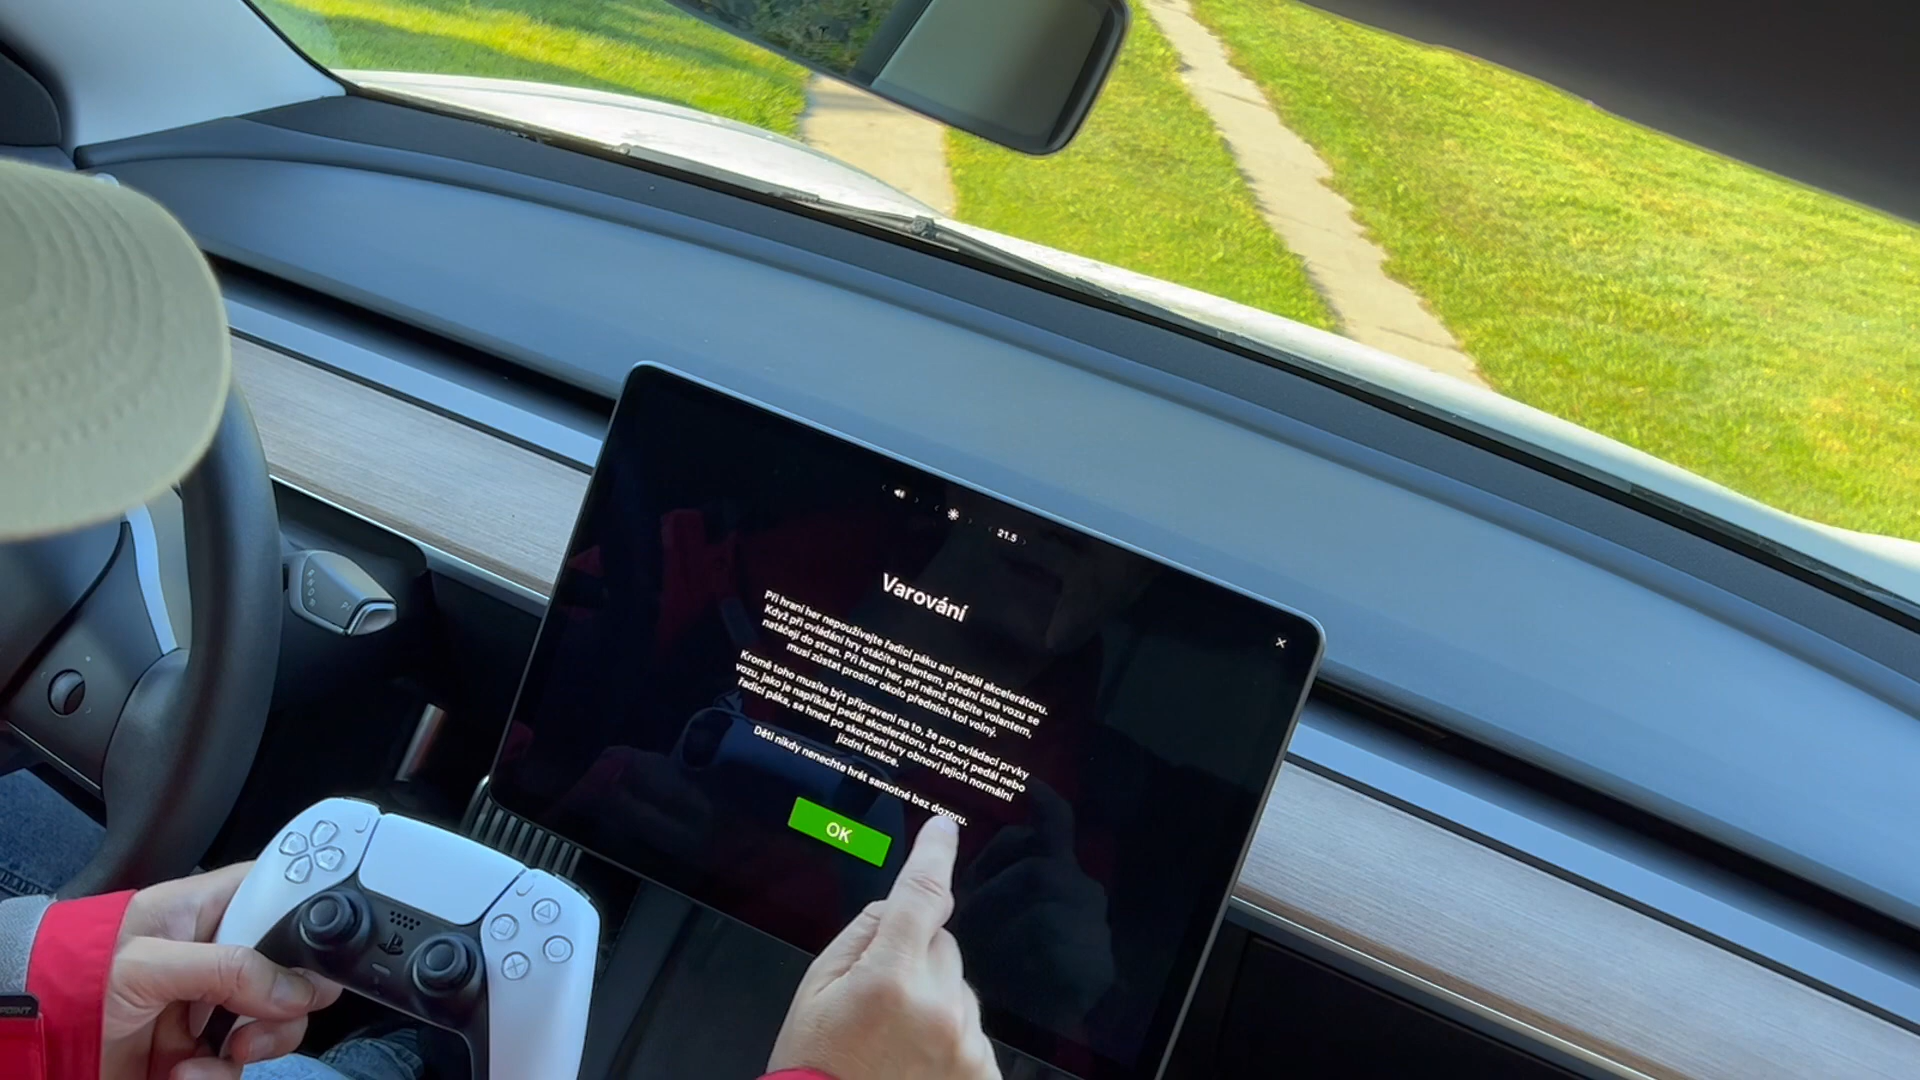 21.5
Varování
Při hraní her nepoužívejte řadicí páku ani pedál akcelerátoru.
Když při ovládání hry otáčíte volantem, přední kola vozu se
natáčejí do stran. Při hraní her, při němž otáčíte volantem,
musí zůstat prostor okolo předních kol volný.
Kromě toho musíte být připraveni na to, že pro ovládací prvky
vozu, jako je například pedál akcelerátoru, brzdový pedál nebo
řadicí páka, se hned po skončení hry obnoví jejich normální
jízdní funkce.
Děti nikdy nenechte hrát samotné bez dozoru.
OK